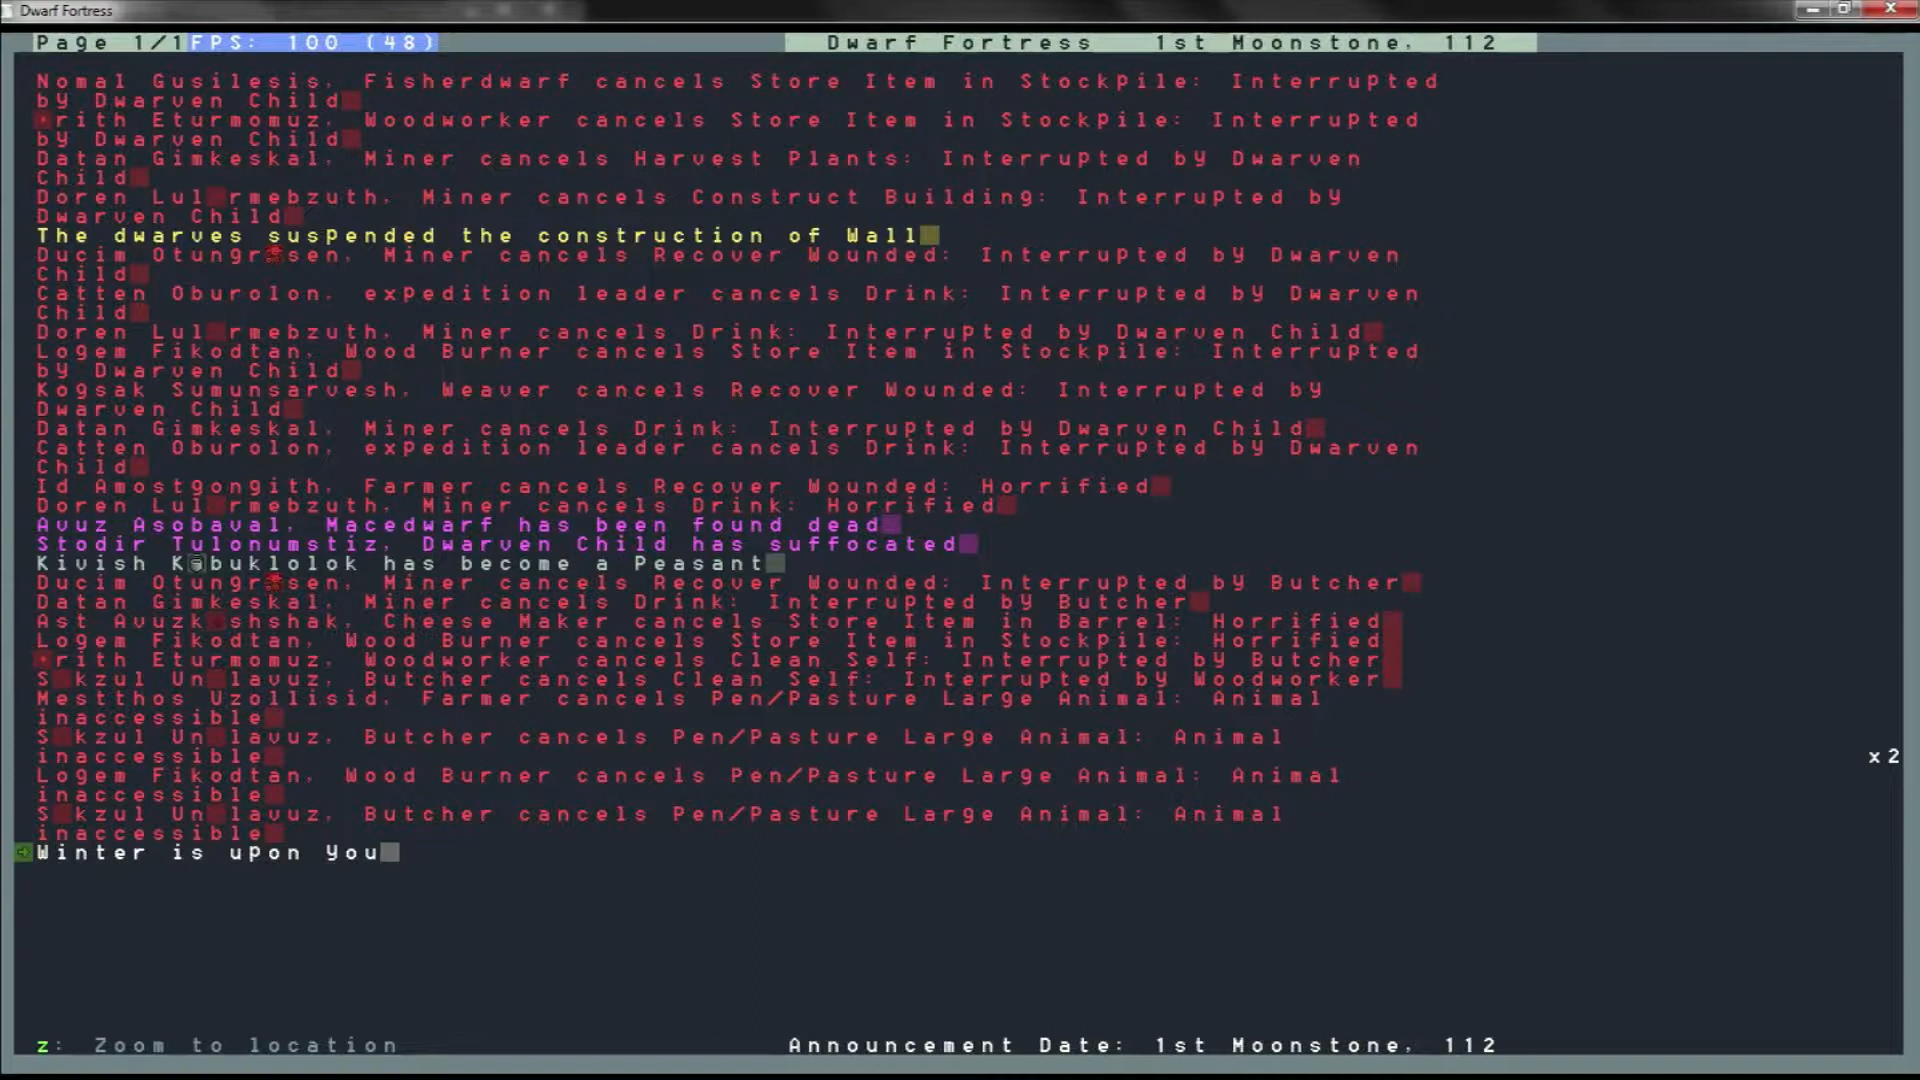 Dwarf Fortress
Page 1/1 FPS: 100 (48) Dwarf Fortress 1st Moonstone, 112
Nomal Gusilesis, Fisherdwarf cancels Store Item in Stockpile: Interrupted
by Dwarven Child
rith Eturmomuz, Woodworker cancels Store Item in Stockpile: Interrupted
by Dwarven Child
Datan Gimkeskal, Miner cancels Harvest Plants: Interrupted by Dwarven
Child
Doren Lul rmebzuth, Miner cancels Construct Building: Interrupted by
Dwarven Child
The dwarves suspended the construction of Wall
Ducim Otungr sen, Miner cancels Recover Wounded: Interrupted by Dwarven
Child
Catten Oburolon, expedition leader cancels Drink: Interrupted by Dwarven
Child
Doren Lul rmebzuth, Miner cancels Drink: Interrupted by Dwarven Child
Logem Fikodtan, Wood Burner cancels Store Item in Stockpile: Interrupted
by Dwarven Child
Kogsak Sumunsarvesh, Weaver cancels Recover Wounded: Interrupted by
Dwarven Child
Datan Gimkeskal, Miner cancels Drink: Interrupted by Dwarven Child
Catten Oburolon, expedition leader cancels Drink: Interrupted by Dwarven
Child
Id Amostgongith, Farmer cancels Recover Wounded: Horrified
Doren Lul rmebzuth, Miner cancels Drink: Horrified
Avuz Asobaval, Macedwarf has been found dead
Stodir Tulonumstiz, Dwarven Child has suffocated
Kivish K buklolok has become a Peasant
Ducim Otungr sen, Miner cancels Recover Wounded: Interrupted by Butcher
Datan Gimkeskal, Miner cancels Drink: Interrupted by Butcher
Ast Avuzk shshak, Cheese Maker cancels Store Item in Barrel: Horrified
Logem Fikodtan, Wood Burner cancels Store Item in Stockpile: Horrified
rith Eturmomuz, Woodworker cancels Clean Self: Interrupted by Butcher
S kzul Un lavuz, Butcher cancels Clean Self: Interrupted by Woodworker
Mestthos Uzollisid, Farmer cancels Pen/Pasture Large Animal: Animal
inaccessible
S kzul Un lavuz, Butcher cancels Pen/Pasture Large Animal: Animal
inaccessible x2
Logem Fikodtan, Wood Burner cancels Pen/Pasture Large Animal: Animal
inaccessible
S kzul Un lavuz, Butcher cancels Pen/Pasture Large Animal: Animal
inaccessible
Winter is upon you
z: Zoom to location Announcement Date: 1st Moonstone, 112